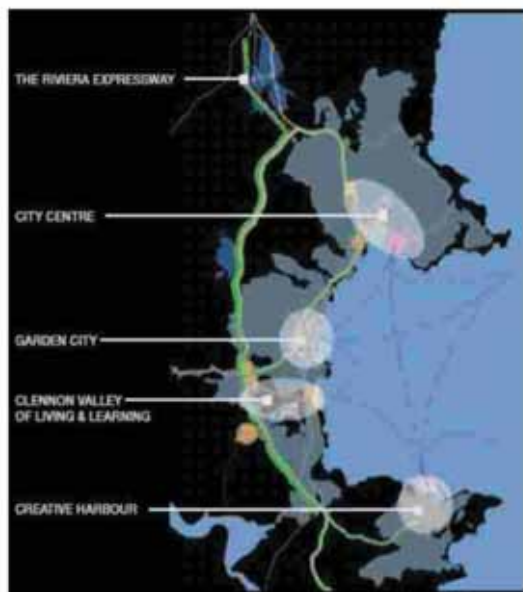 THE RIVIERA EXPRESSWAY
CITY CENTRE
GARDEN CITY
CLENNON VALLEY
OF LIVING & LEARNING
CREATIVE HARBOUR